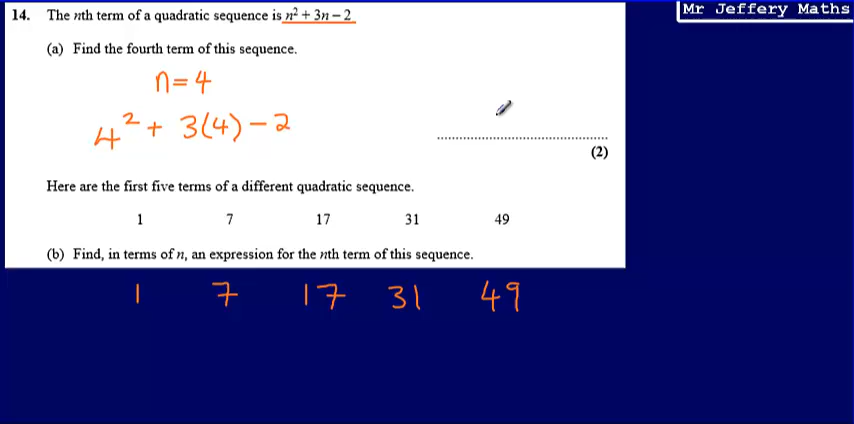 Mr Jeffery Maths
14. The nth term of a quadratic sequence is n² + 3n – 2
(a) Find the fourth term of this sequence.
n = 4
4² + 3(4) – 2
(2)
Here are the first five terms of a different quadratic sequence.
1 7 17 31 49
(b) Find, in terms of n, an expression for the nth term of this sequence.
1 7 17 31 49